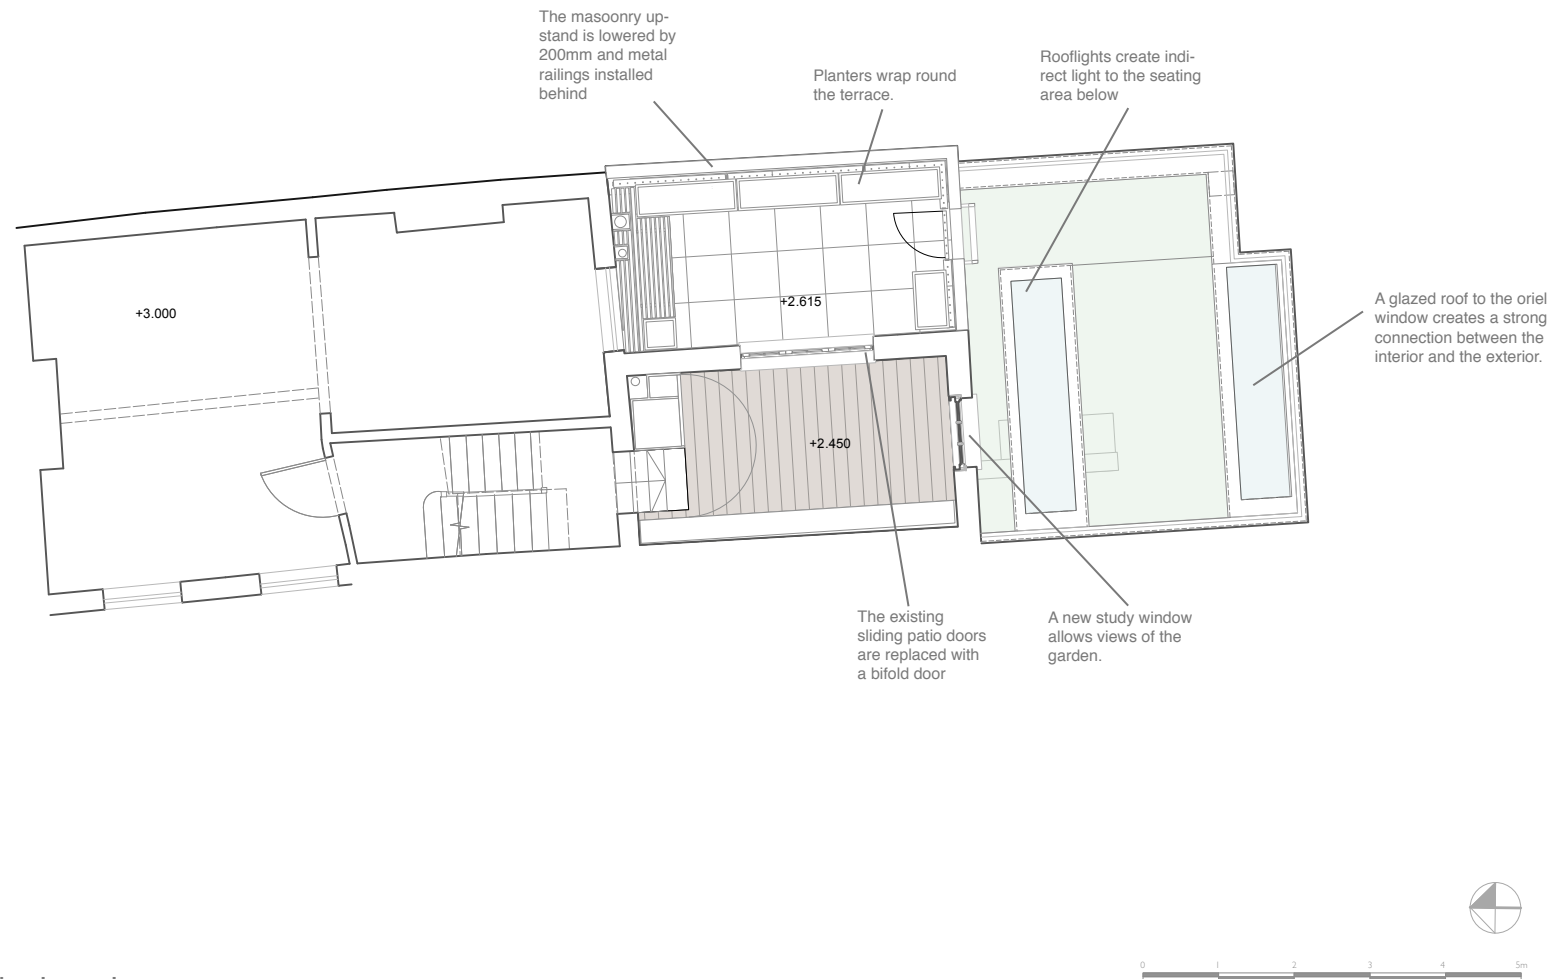 The masoonry up-
stand is lowered by
200mm and metal
railings installed
behind
Planters wrap round
the terrace.
Rooflights create indi-
rect light to the seating
area below
A glazed roof to the oriel
window creates a strong
connection between the
interior and the exterior.
+3.000
+2.615
+2.450
The existing
sliding patio doors
are replaced with
a bifold door
A new study window
allows views of the
garden.
0 1 2 3 4 5m